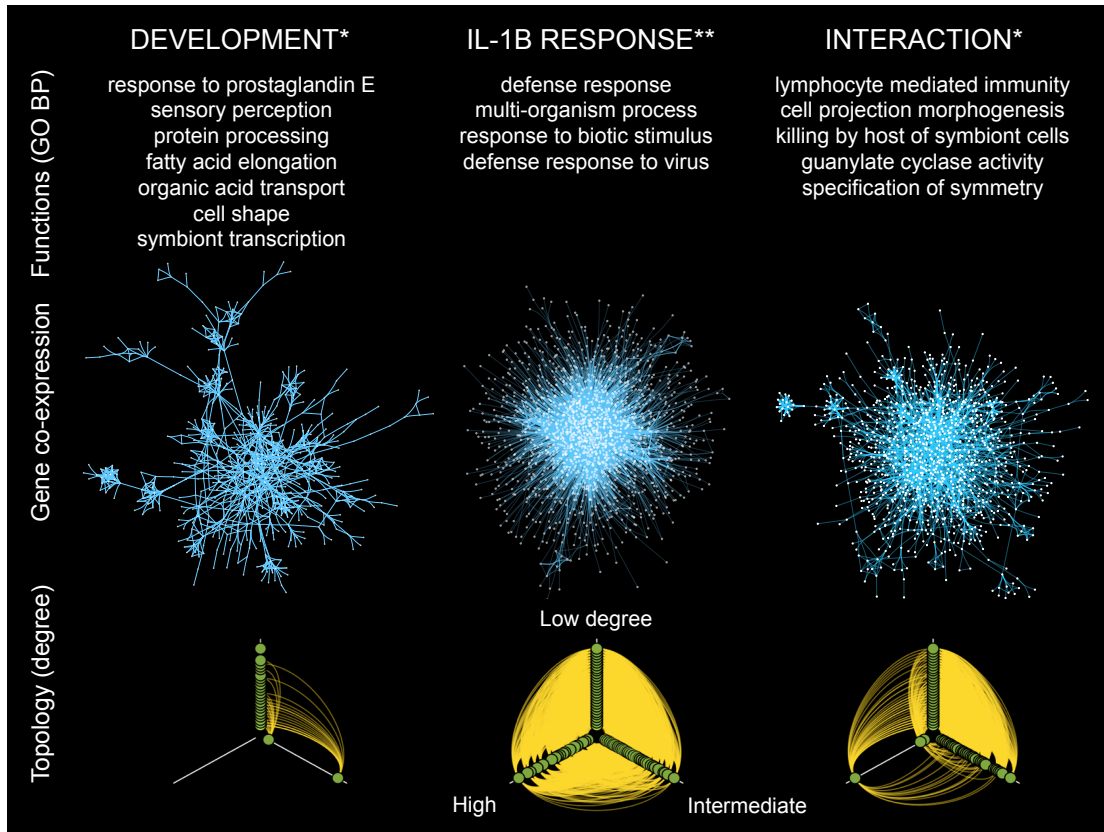 DEVELOPMENT*
IL-1B RESPONSE**
INTERACTION*
Functions (GO BP)
response to prostaglandin E
sensory perception
protein processing
fatty acid elongation
organic acid transport
cell shape
symbiont transcription
defense response
multi-organism process
response to biotic stimulus
defense response to virus
lymphocyte mediated immunity
cell projection morphogenesis
killing by host of symbiont cells
guanylate cyclase activity
specification of symmetry
Gene co-expression
Topology (degree)
Low degree
High
Intermediate